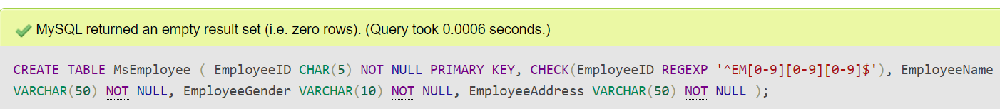 MySQL returned an empty result set (i.e. zero rows). (Query took 0.0006 seconds.)
CREATE TABLE MsEmployee ( EmployeeID CHAR(5) NOT NULL PRIMARY KEY, CHECK(EmployeeID REGEXP '^EM[0-9][0-9][0-9]$'), EmployeeName
VARCHAR(50) NOT NULL, EmployeeGender VARCHAR(10) NOT NULL, EmployeeAddress VARCHAR(50) NOT NULL );